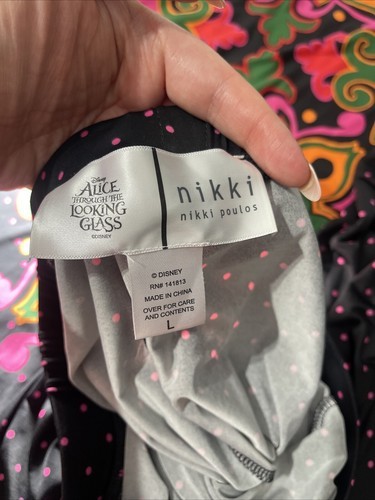 Disney
ALICE
THROUGH THE
LOOKING
GLASS
©DISNEY
nikki
nikki poulos
© DISNEY
RN# 141813
MADE IN CHINA
OVER FOR CARE
AND CONTENTS
L